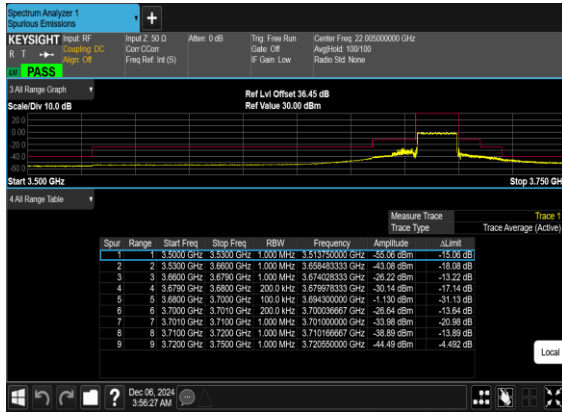 Spectrum Analyzer 1
Spurious Emissions
KEYSIGHT
R T
LXI PASS
Input: RF
Coupling: DC
Align: Off
Input Z: 50 Ω
Corr CCorr
Freq Ref: Int (S)
Atten: 0 dB
Trig: Free Run
Gate: Off
IF Gain: Low
Center Freq: 22.005000000 GHz
Avg|Hold: 100/100
Radio Std: None
3 All Range Graph
Scale/Div 10.0 dB
Ref Lvl Offset 36.45 dB
Ref Value 30.00 dBm
20.0
0.00
-20.0
-40.0
-60.0
Start 3.500 GHz
Stop 3.750 GH
4 All Range Table
Measure Trace Trace 1
Trace Type Trace Average (Active)
Spur Range Start Freq Stop Freq RBW Frequency Amplitude ΔLimit
1 1 3.5000 GHz 3.5300 GHz 1.000 MHz 3.513750000 GHz -55.06 dBm -15.06 dB
2 2 3.5300 GHz 3.6600 GHz 1.000 MHz 3.658483333 GHz -43.08 dBm -18.08 dB
3 3 3.6600 GHz 3.6790 GHz 1.000 MHz 3.674028333 GHz -26.22 dBm -13.22 dB
4 4 3.6790 GHz 3.6800 GHz 200.0 kHz 3.679978333 GHz -30.14 dBm -17.14 dB
5 5 3.6800 GHz 3.7000 GHz 100.0 kHz 3.694300000 GHz -1.130 dBm -31.13 dB
6 6 3.7000 GHz 3.7010 GHz 200.0 kHz 3.700036667 GHz -26.64 dBm -13.64 dB
7 7 3.7010 GHz 3.7100 GHz 1.000 MHz 3.701000000 GHz -33.98 dBm -20.98 dB
8 8 3.7100 GHz 3.7200 GHz 1.000 MHz 3.710166667 GHz -38.89 dBm -13.89 dB
9 9 3.7200 GHz 3.7500 GHz 1.000 MHz 3.720550000 GHz -44.49 dBm -4.492 dB
Local
?
Dec 06, 2024
3:56:27 AM